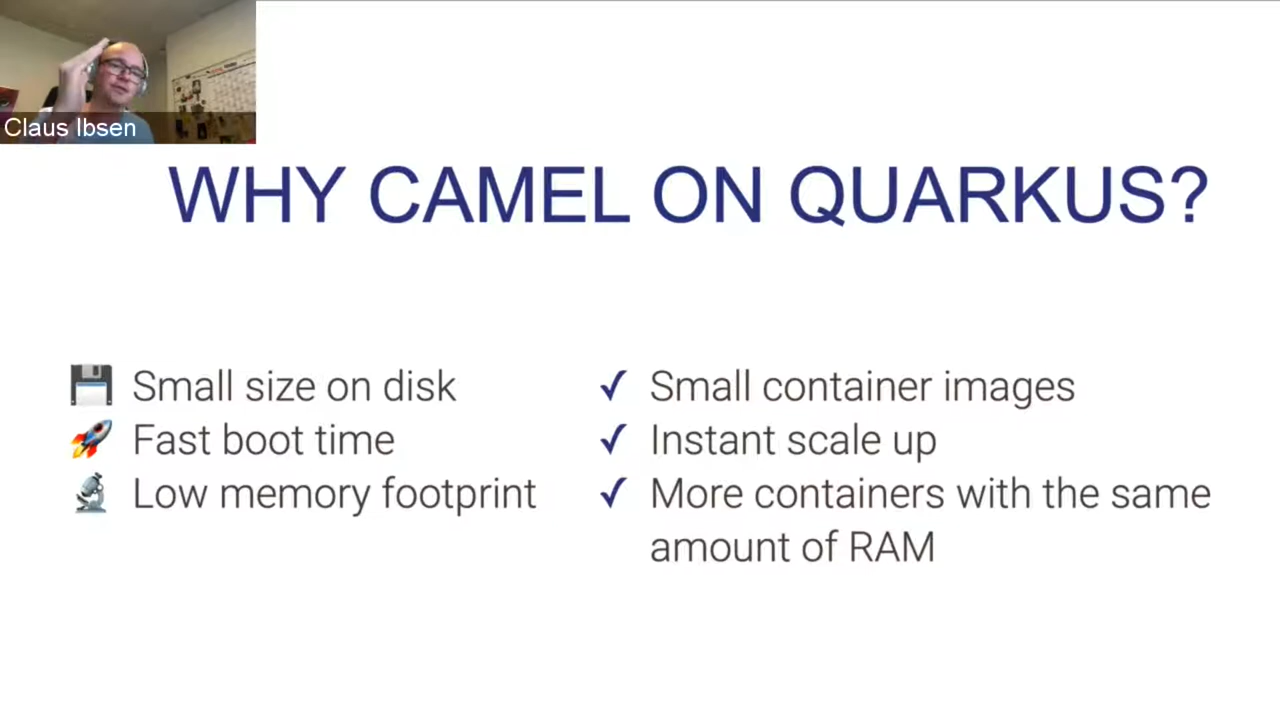 Claus Ibsen
WHY CAMEL ON QUARKUS?
Small size on disk
Fast boot time
Low memory footprint
✓ Small container images
✓ Instant scale up
✓ More containers with the same
amount of RAM